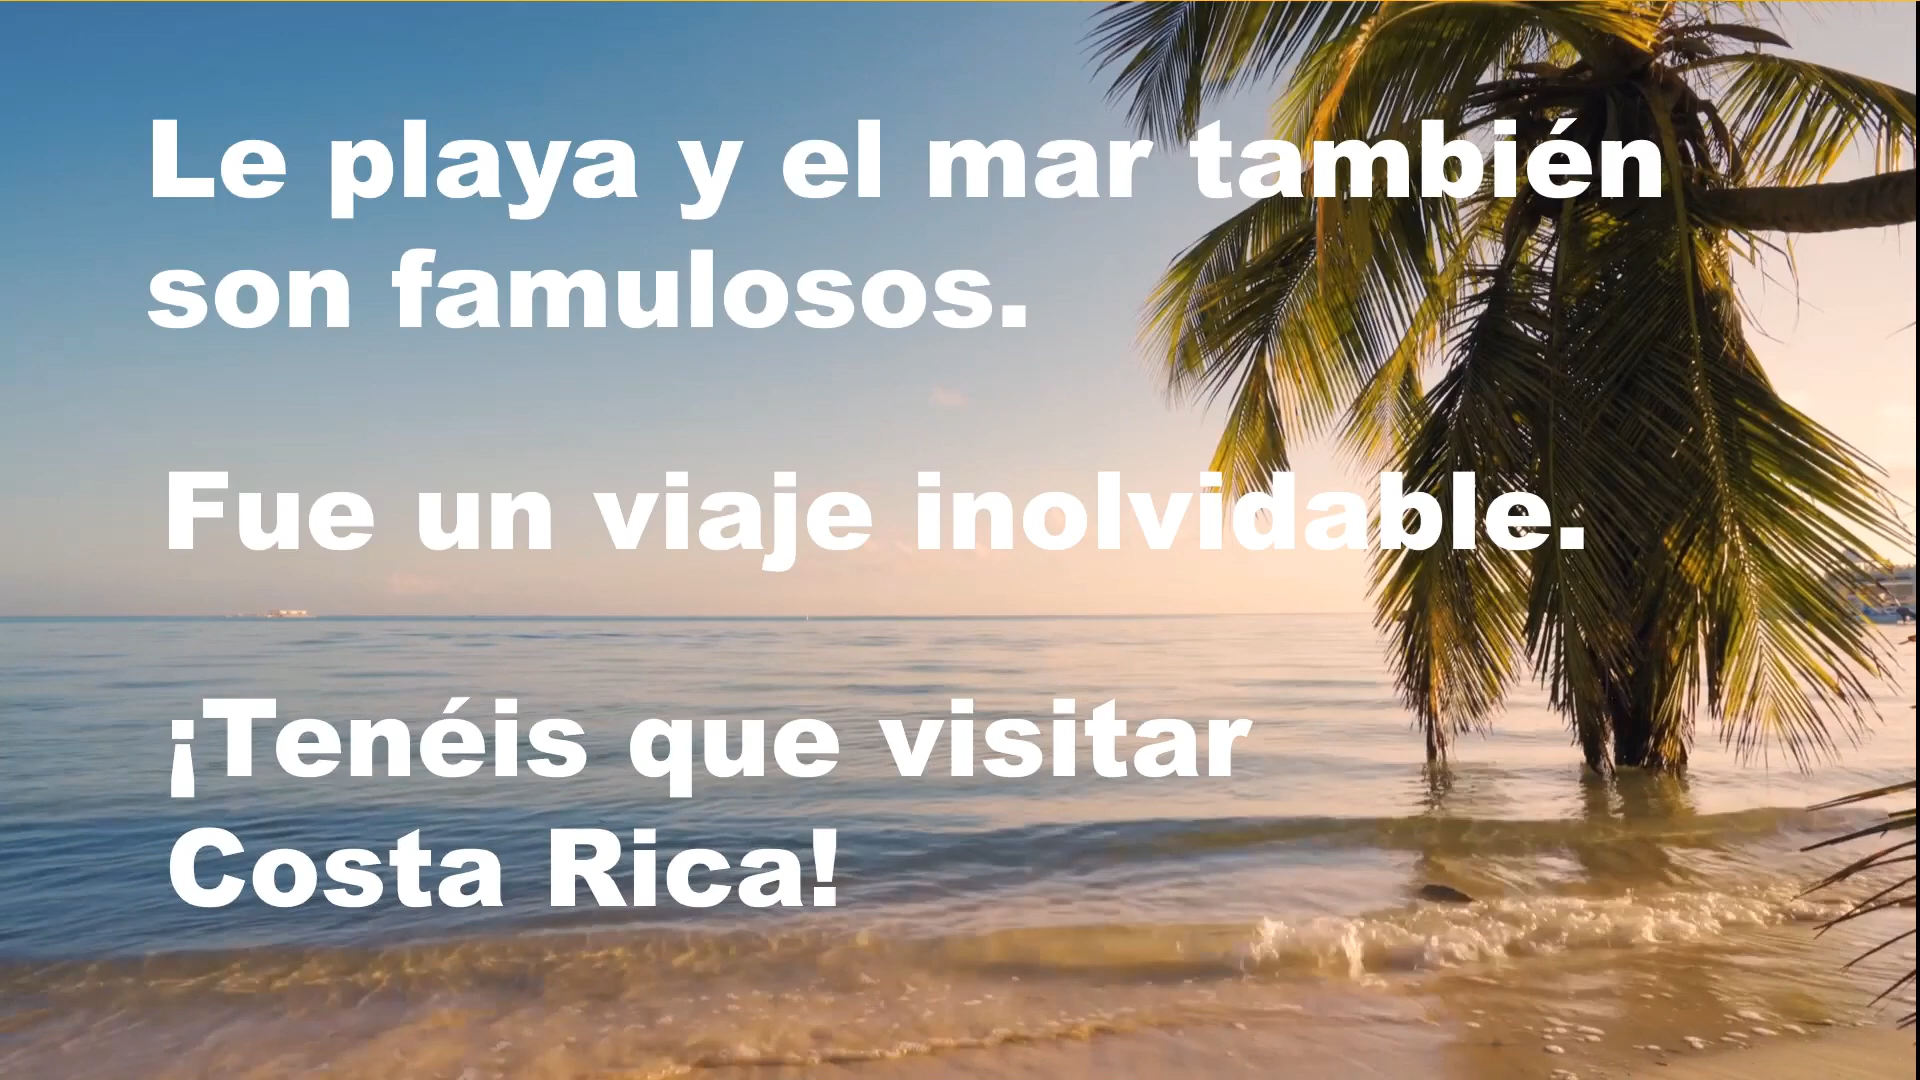 Le playa y el mar también
son famulosos.
Fue un viaje inolvidable.
¡Tenéis que visitar
Costa Rica!